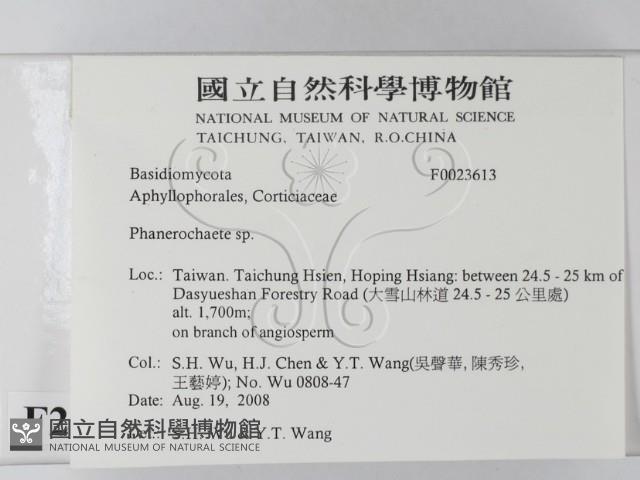 國立自然科學博物館
NATIONAL MUSEUM OF NATURAL SCIENCE
TAICHUNG, TAIWAN, R.O.CHINA
Basidiomycota F0023613
Aphyllophorales, Corticiaceae
Phanerochaete sp.
Loc.: Taiwan. Taichung Hsien, Hoping Hsiang: between 24.5 - 25 km of
Dasyueshan Forestry Road (大雪山林道 24.5 - 25 公里處)
alt. 1,700m;
on branch of angiosperm
Col.: S.H. Wu, H.J. Chen & Y.T. Wang(吳聲華, 陳秀珍,
王藝婷); No. Wu 0808-47
Date: Aug. 19, 2008
S.H. Wu & Y.T. Wang
國立自然科學博物館
NATIONAL MUSEUM OF NATURAL SCIENCE